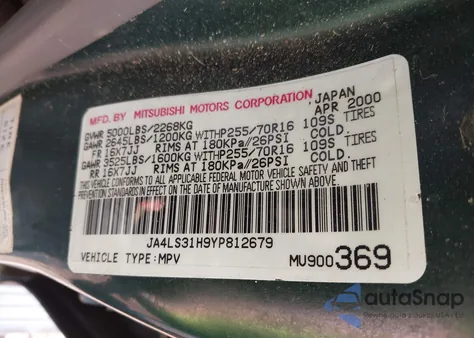 MFD. BY MITSUBISHI MOTORS CORPORATION JAPAN
GVWR 5000LBS/2268KG APR 2000
GAWR 2645LBS/1200KG WITHP255/70R16 109S TIRES
FR 16X7JJ RIMS AT 180KPa//26PSI COLD.
GAWR 3525LBS/1600KG WITHP255/70R16 109S TIRES
RR 16X7JJ RIMS AT 180KPa//26PSI COLD.
THIS VEHICLE CONFORMS TO ALL APPLICABLE FEDERAL MOTOR VEHICLE SAFETY AND THEFT
PREVENTION STANDARDS IN EFFECT ON THE DATE OF MANUFACTURE SHOWN ABOVE.
JA4LS31H9YP812679
VEHICLE TYPE:MPV MU900369
autoSnap